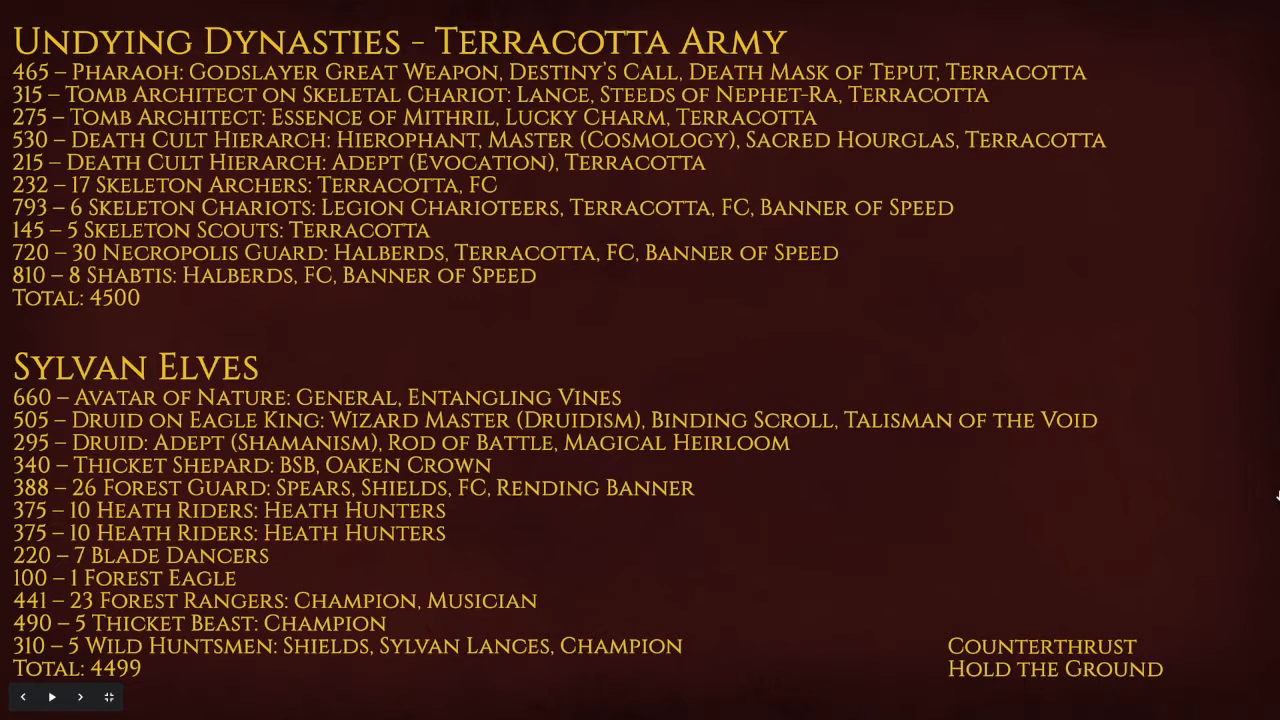 Undying Dynasties - Terracotta Army
465 – Pharaoh: Godslayer Great Weapon, Destiny's Call, Death Mask of Teput, Terracotta
315 – Tomb Architect on Skeletal Chariot: Lance, Steeds of Nephet-Ra, Terracotta
275 – Tomb Architect: Essence of Mithril, Lucky Charm, Terracotta
530 – Death Cult Hierarch: Hierophant, Master (Cosmology), Sacred Hourglas, Terracotta
215 – Death Cult Hierarch: Adept (Evocation), Terracotta
232 – 17 Skeleton Archers: Terracotta, FC
793 – 6 Skeleton Chariots: Legion Charioteers, Terracotta, FC, Banner of Speed
145 – 5 Skeleton Scouts: Terracotta
720 – 30 Necropolis Guard: Halberds, Terracotta, FC, Banner of Speed
810 – 8 Shabtis: Halberds, FC, Banner of Speed
Total: 4500
Sylvan Elves
660 – Avatar of Nature: General, Entangling Vines
505 – Druid on Eagle King: Wizard Master (Druidism), Binding Scroll, Talisman of the Void
295 – Druid: Adept (Shamanism), Rod of Battle, Magical Heirloom
340 – Thicket Shepard: BSB, Oaken Crown
388 – 26 Forest Guard: Spears, Shields, FC, Rending Banner
375 – 10 Heath Riders: Heath Hunters
375 – 10 Heath Riders: Heath Hunters
220 – 7 Blade Dancers
100 – 1 Forest Eagle
441 – 23 Forest Rangers: Champion, Musician
490 – 5 Thicket Beast: Champion
310 – 5 Wild Huntsmen: Shields, Sylvan Lances, Champion
Total: 4499
Counterthrust
Hold the Ground